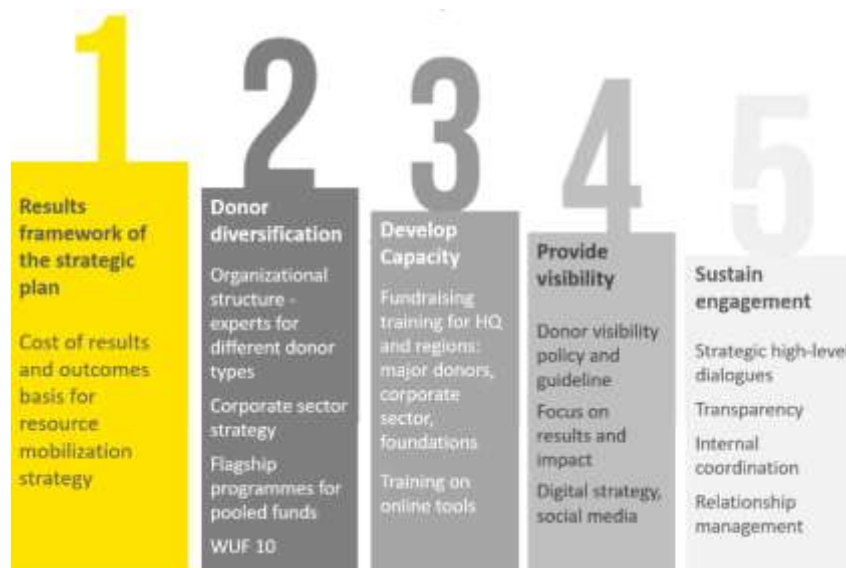 1
Results
framework of
the strategic
plan
Cost of results
and outcomes
basis for
resource
mobilization
strategy
2
Donor
diversification
Organizational
structure -
experts for
different donor
types
Corporate sector
strategy
Flagship
programmes for
pooled funds
WUF 10
3
Develop
Capacity
Fundraising
training for HQ
and regions:
major donors,
corporate
sector,
foundations
Training on
online tools
4
Provide
visibility
Donor visibility
policy and
guideline
Focus on
results and
impact
Digital strategy,
social media
5
Sustain
engagement
Strategic high-level
dialogues
Transparency
Internal
coordination
Relationship
management